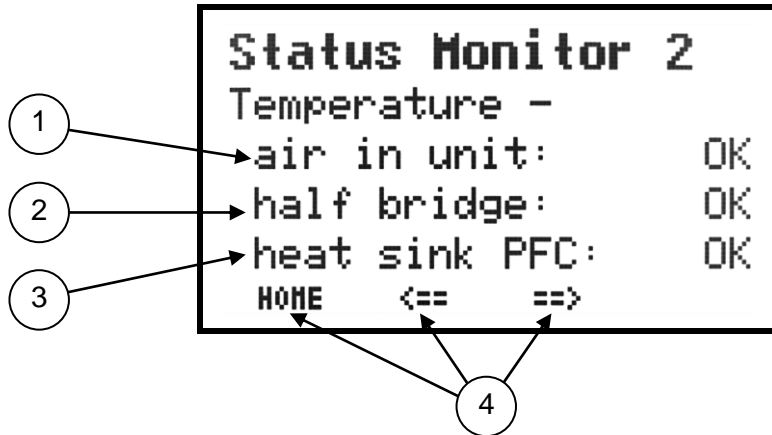 Status Monitor 2
Temperature -
1
air in unit: OK
2
half bridge: OK
3
heat sink PFC: OK
HOME <== ==>
4